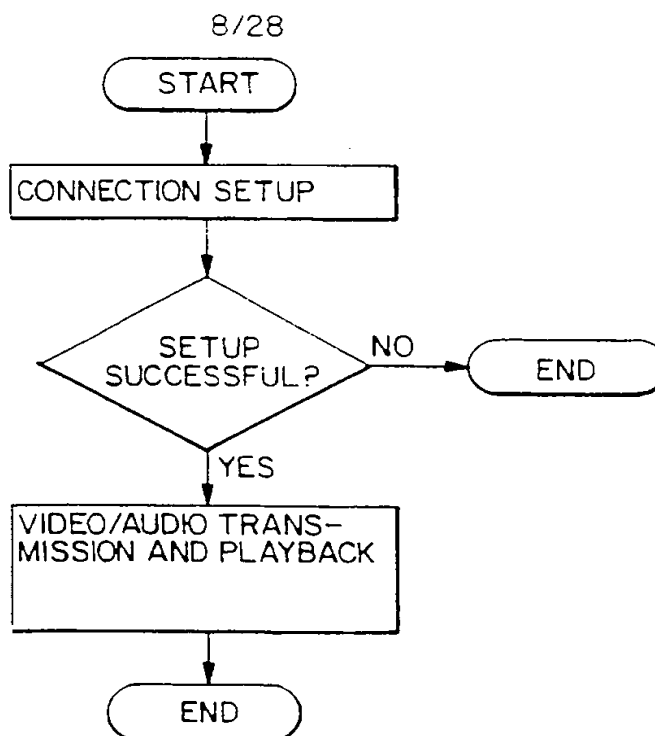 8/28
START
CONNECTION SETUP
SETUP
SUCCESSFUL?
NO
END
YES
VIDEO/AUDIO TRANS-
MISSION AND PLAYBACK
END